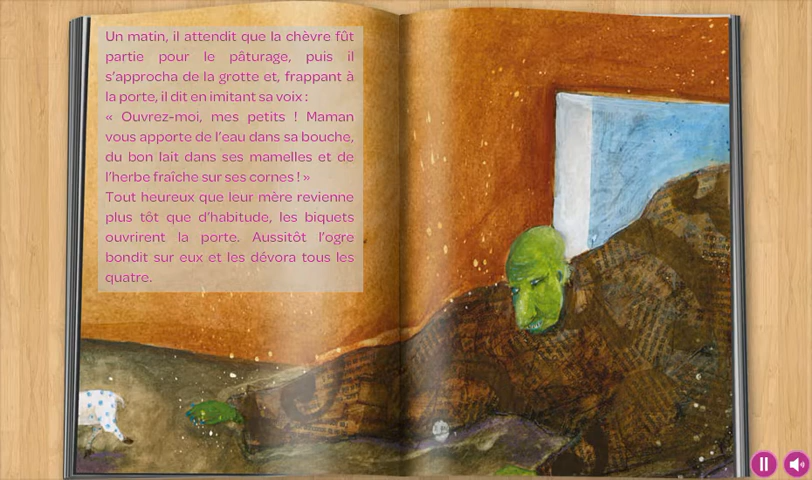 Un matin, il attendit que la chèvre fût
partie pour le pâturage, puis il
s’approcha de la grotte et, frappant à
la porte, il dit en imitant sa voix :
« Ouvrez-moi, mes petits ! Maman
vous apporte de l’eau dans sa bouche,
du bon lait dans ses mamelles et de
l’herbe fraîche sur ses cornes ! »
Tout heureux que leur mère revienne
plus tôt que d’habitude, les biquets
ouvrirent la porte. Aussitôt l’ogre
bondit sur eux et les dévora tous les
quatre.